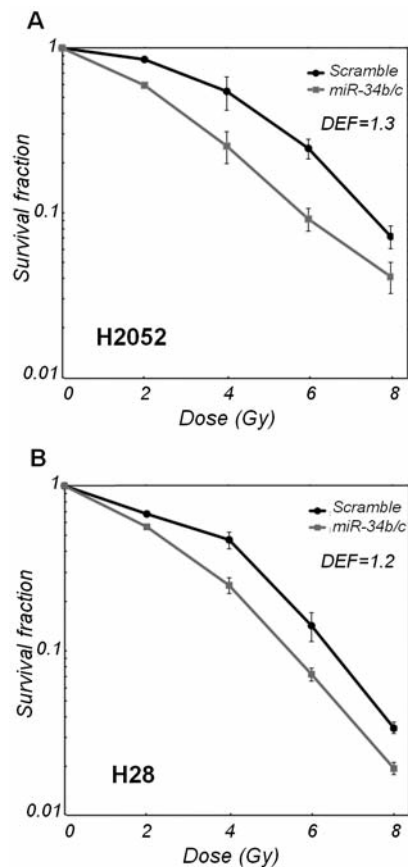 A
1
Scramble
miR-34b/c
DEF=1.3
0.1
Survival fraction
H2052
0.01
0 2 4 6 8
Dose (Gy)
B
1
Scramble
miR-34b/c
DEF=1.2
0.1
Survival fraction
H28
0.01
0 2 4 6 8
Dose (Gy)